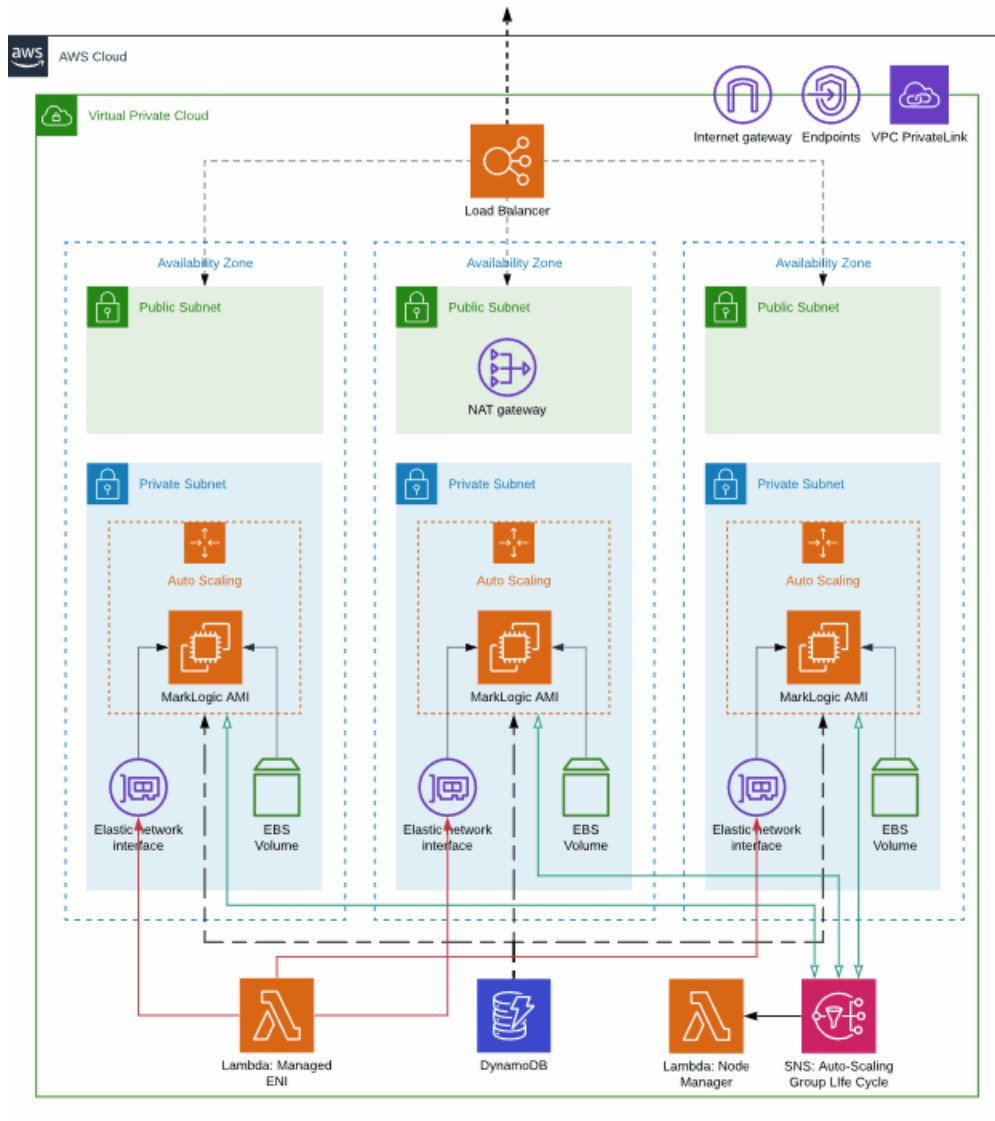 aws
AWS Cloud
Virtual Private Cloud
Internet gateway
Endpoints
VPC PrivateLink
Load Balancer
Availability Zone
Availability Zone
Availability Zone
Public Subnet
Public Subnet
Public Subnet
NAT gateway
Private Subnet
Private Subnet
Private Subnet
Auto Scaling
Auto Scaling
Auto Scaling
MarkLogic AMI
MarkLogic AMI
MarkLogic AMI
Elastic network
interface
EBS
Volume
Elastic network
interface
EBS
Volume
Elastic network
interface
EBS
Volume
Lambda: Managed
ENI
DynamoDB
Lambda: Node
Manager
SNS: Auto-Scaling
Group LIfe Cycle